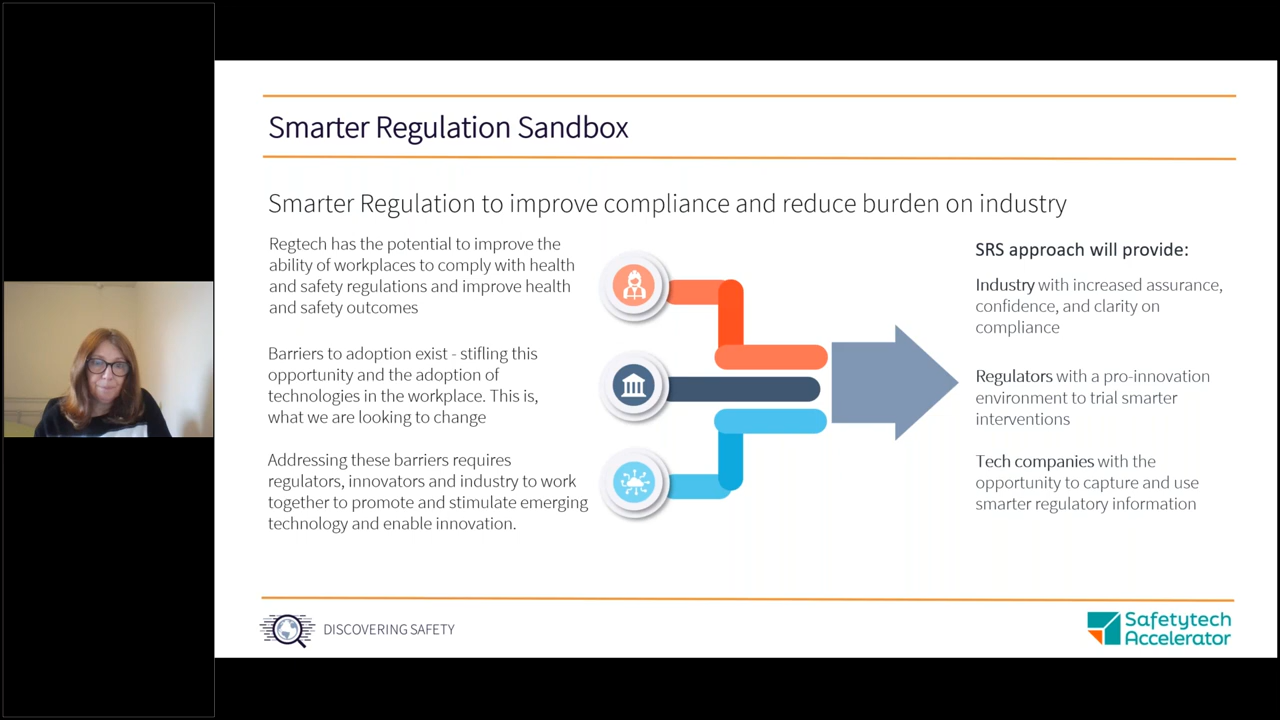 Smarter Regulation Sandbox
Smarter Regulation to improve compliance and reduce burden on industry
Regtech has the potential to improve the
ability of workplaces to comply with health
and safety regulations and improve health
and safety outcomes
Barriers to adoption exist - stifling this
opportunity and the adoption of
technologies in the workplace. This is,
what we are looking to change
Addressing these barriers requires
regulators, innovators and industry to work
together to promote and stimulate emerging
technology and enable innovation.
SRS approach will provide:
Industry with increased assurance,
confidence, and clarity on
compliance
Regulators with a pro-innovation
environment to trial smarter
interventions
Tech companies with the
opportunity to capture and use
smarter regulatory information
DISCOVERING SAFETY
Safetytech
Accelerator